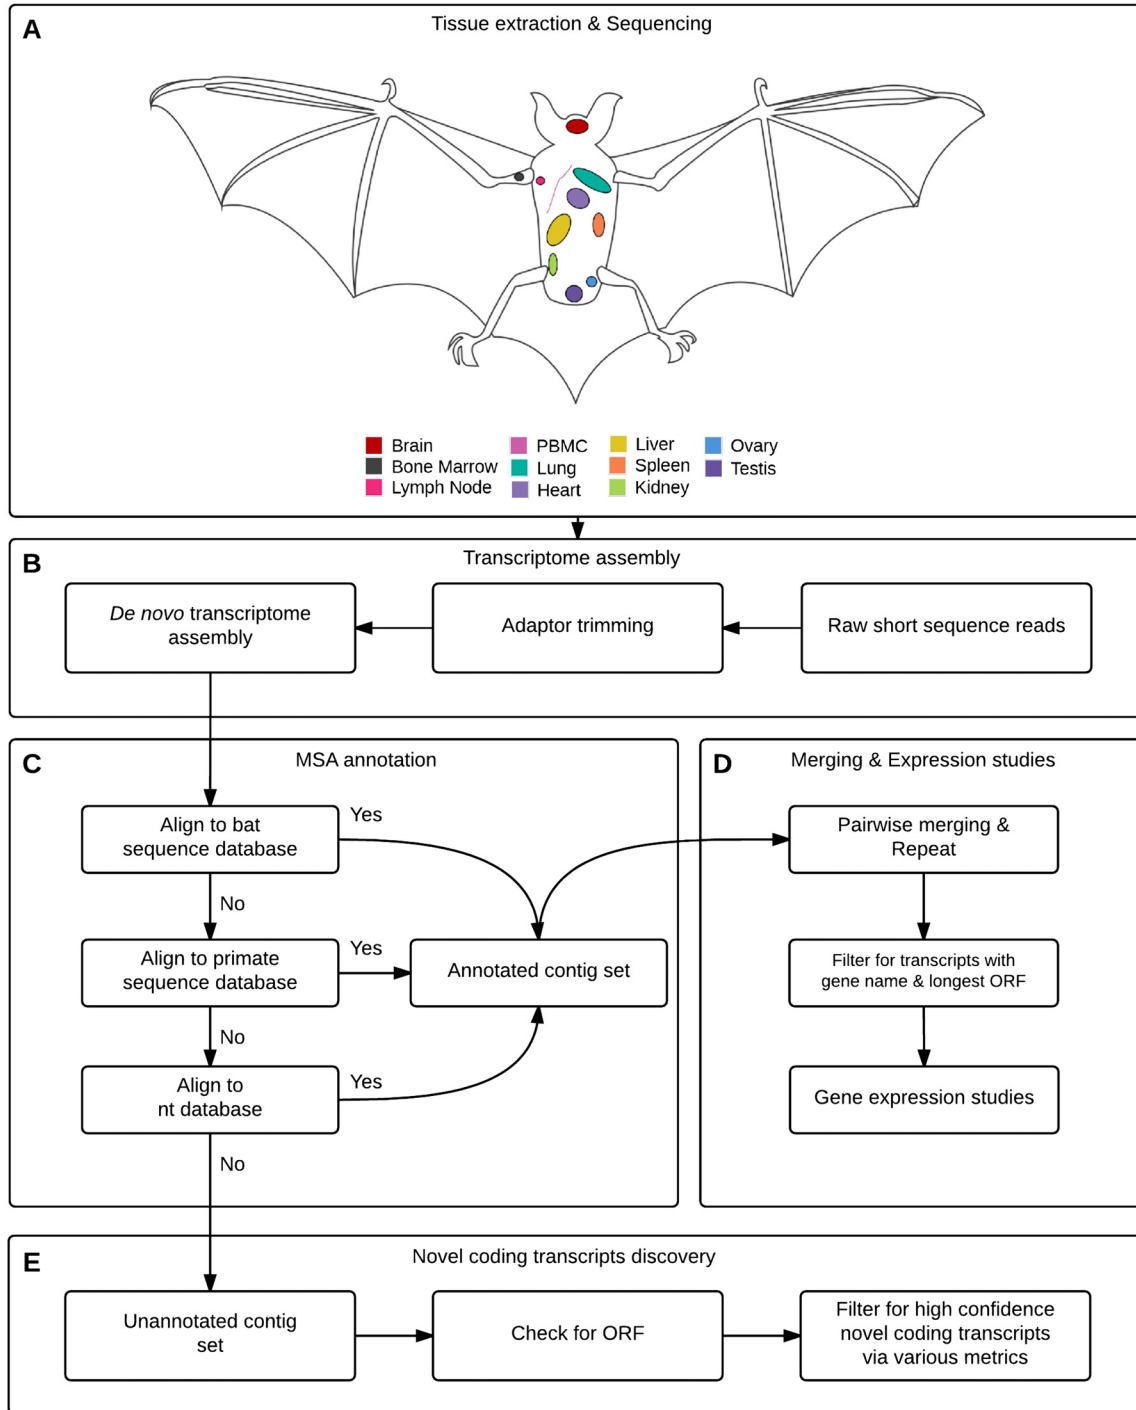 A
Tissue extraction & Sequencing
Brain
Bone Marrow
Lymph Node
PBMC
Lung
Heart
Liver
Spleen
Kidney
Ovary
Testis
B
Transcriptome assembly
De novo transcriptome
assembly
Adaptor trimming
Raw short sequence reads
C
MSA annotation
Align to bat
sequence database
Yes
No
Align to primate
sequence database
Yes
Annotated contig set
No
Align to
nt database
Yes
No
D
Merging & Expression studies
Pairwise merging &
Repeat
Filter for transcripts with
gene name & longest ORF
Gene expression studies
E
Novel coding transcripts discovery
Unannotated contig
set
Check for ORF
Filter for high confidence
novel coding transcripts
via various metrics